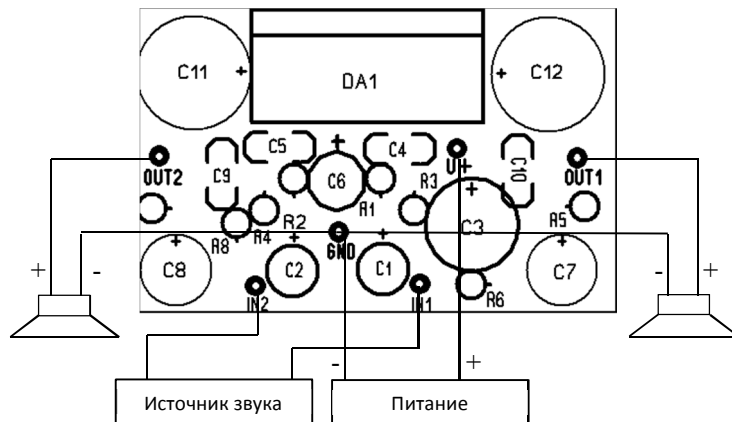 C11
+
DA1
+
C12
C5
+
C4
U+
OUT2
C9
C6
C10
OUT1
R3
+
R1
R4
R2
R8
GND
C3
R5
+
+
+
+
+
-
C8
C2
C1
C7
-
+
IN2
IN1
R6
-
+
Источник звука
Питание